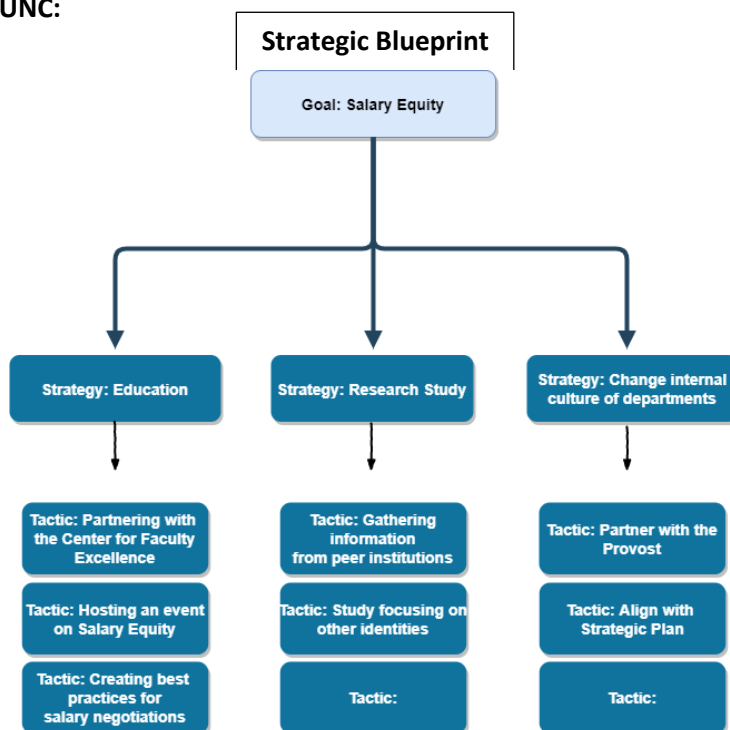 UNC:
Strategic Blueprint
Goal: Salary Equity
Strategy: Education
Strategy: Research Study
Strategy: Change internal
culture of departments
Tactic: Partnering with
the Center for Faculty
Excellence
Tactic: Gathering
information
from peer institutions
Tactic: Partner with the
Provost
Tactic: Hosting an event
on Salary Equity
Tactic: Study focusing on
other identities
Tactic: Align with
Strategic Plan
Tactic: Creating best
practices for
salary negotiations
Tactic:
Tactic: